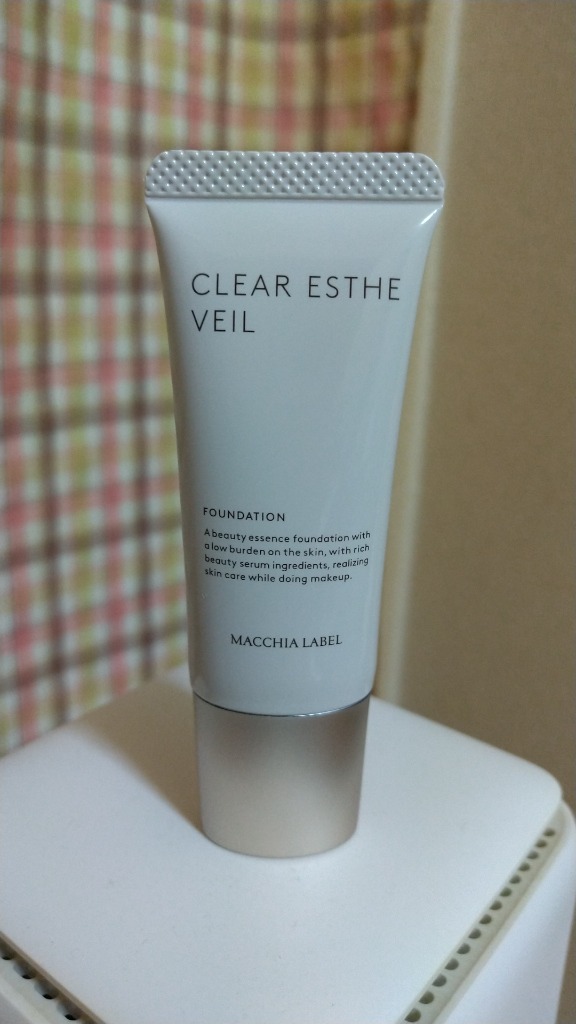 CLEAR ESTHE
VEIL
FOUNDATION
A beauty essence foundation with
a low burden on the skin, with rich
beauty serum ingredients, realizing
skin care while doing makeup.
MACCHIA LABEL